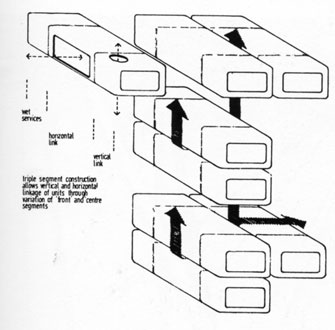 wet
services
horizontal
link
vertical
link
triple segment construction
allows vertical and horizontal
linkage of units through
variation of front and centre
segments